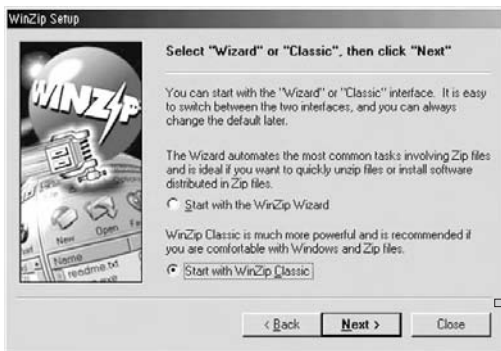 WinZip Setup
WINZIP
New
Open
Name
readme.txt
Select "Wizard" or "Classic", then click "Next"
You can start with the "Wizard" or "Classic" interface. It is easy
to switch between the two interfaces, and you can always
change the default later.
The Wizard automates the most common tasks involving Zip files
and is ideal if you want to quickly unzip files or install software
distributed in Zip files.
Start with the WinZip Wizard
WinZip Classic is much more powerful and is recommended if
you are comfortable with Windows and Zip files.
Start with WinZip Classic
< Back
Next >
Close